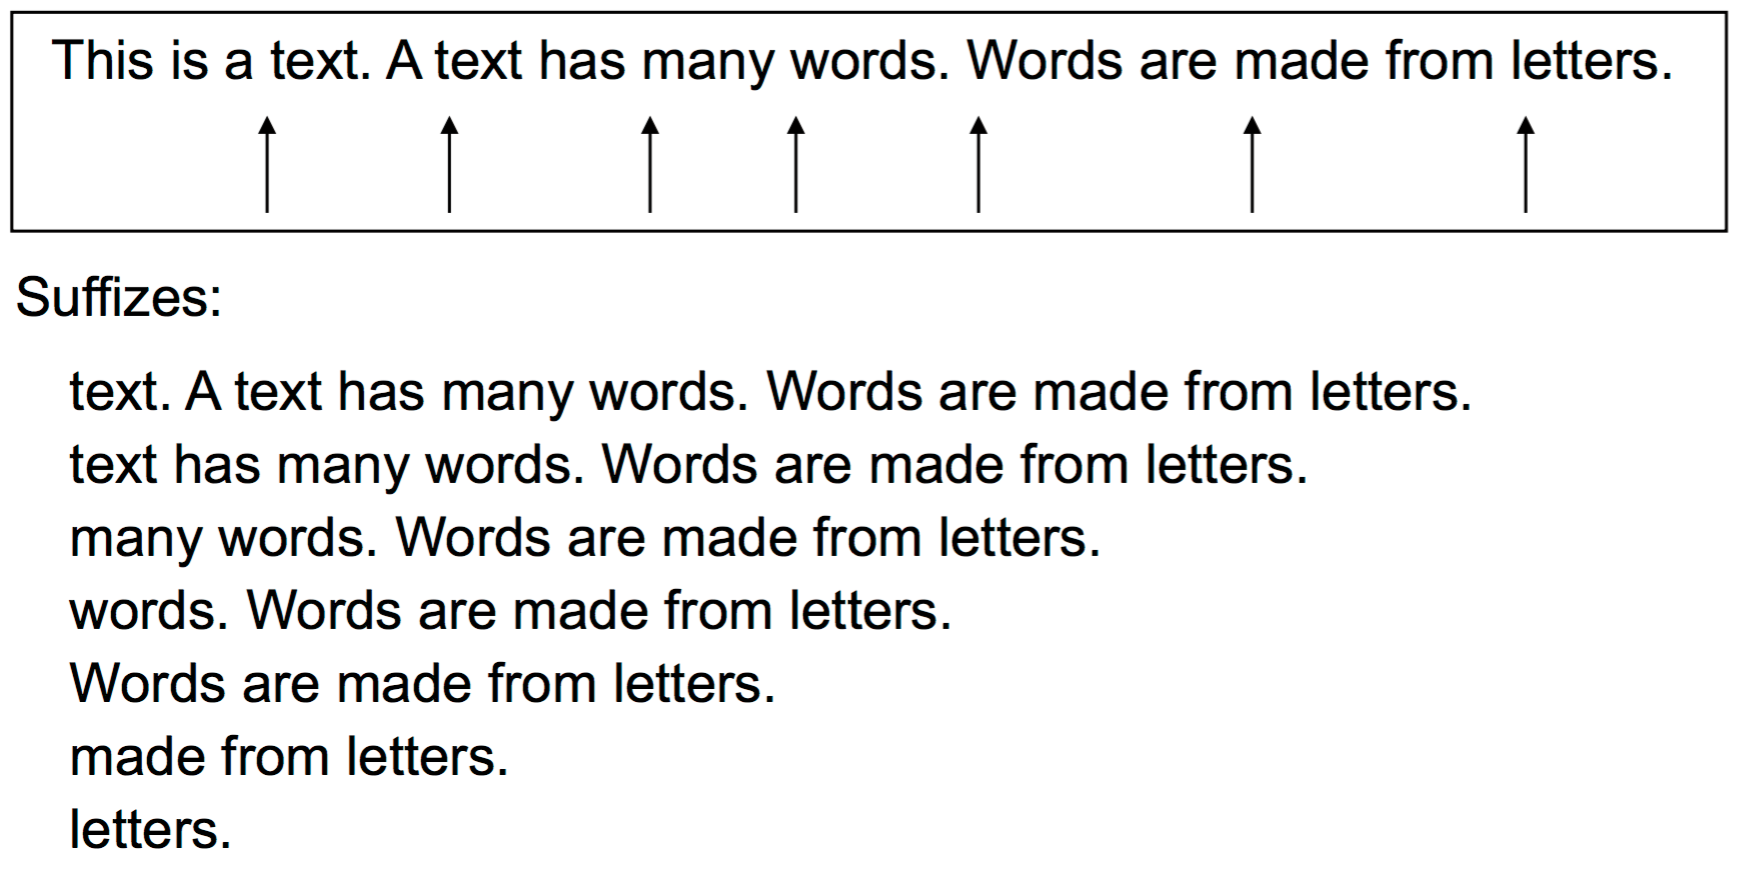 This is a text. A text has many words. Words are made from letters.
Suffizes:
text. A text has many words. Words are made from letters.
text has many words. Words are made from letters.
many words. Words are made from letters.
words. Words are made from letters.
Words are made from letters.
made from letters.
letters.